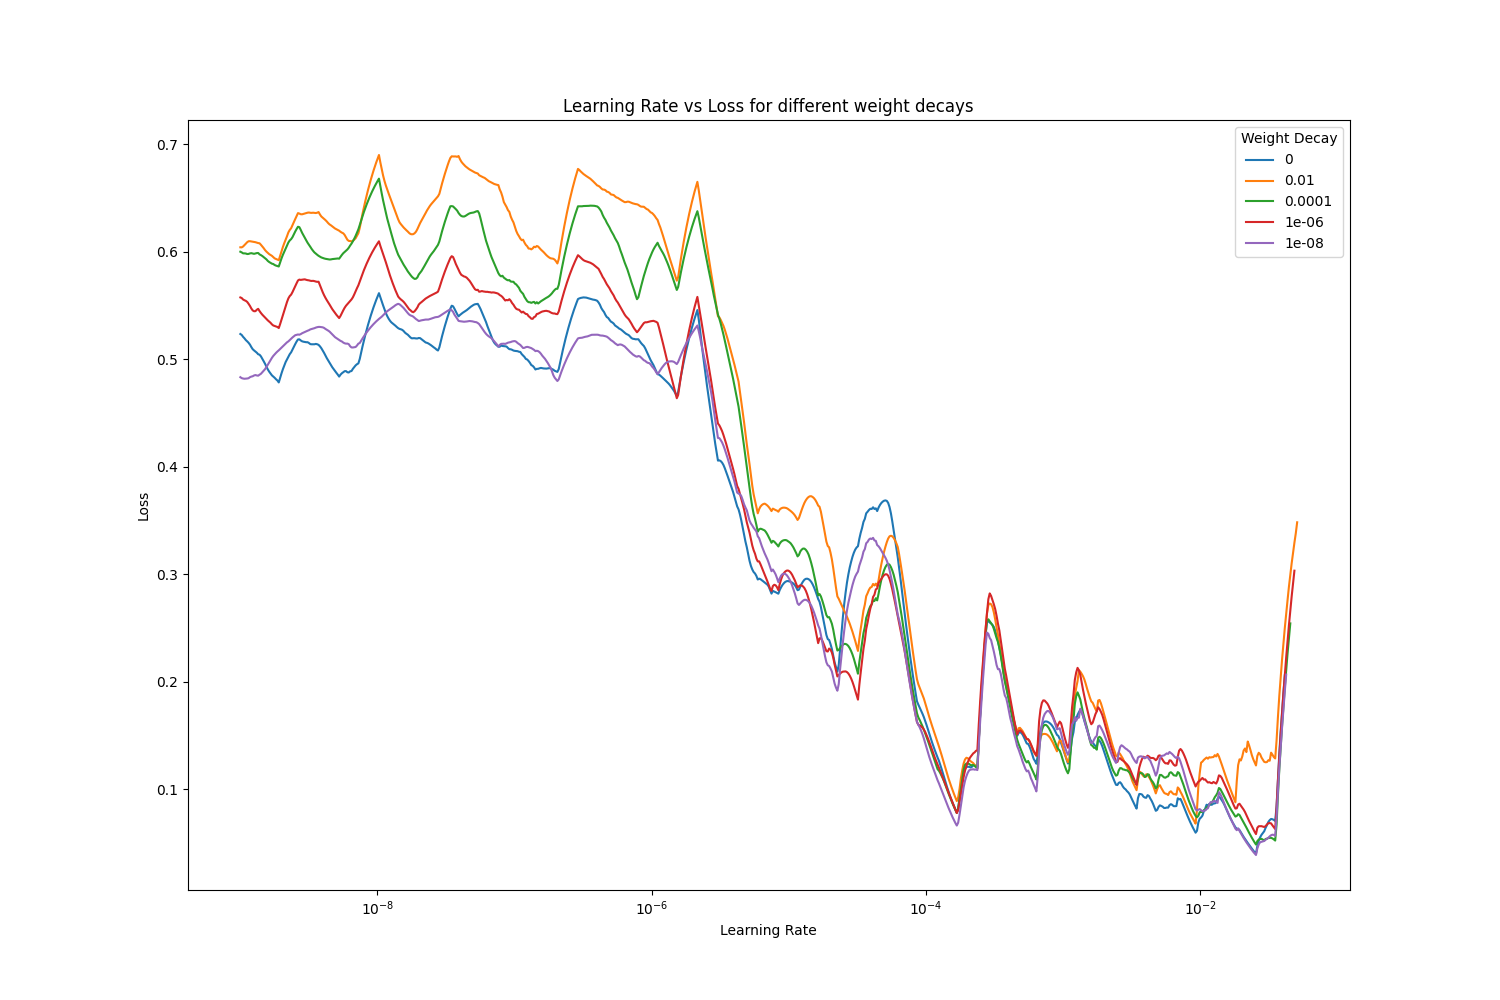 Learning Rate vs Loss for different weight decays
Weight Decay
0
0.01
0.0001
1e-06
1e-08
0.7
0.6
0.5
0.4
0.3
0.2
0.1
Loss
10⁻⁸
10⁻⁶
10⁻⁴
10⁻²
Learning Rate